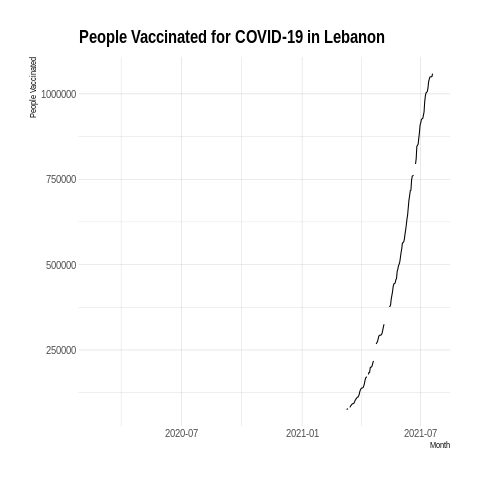 People Vaccinated for COVID-19 in Lebanon
People Vaccinated
1000000
750000
500000
250000
2020-07 2021-01 2021-07
Month